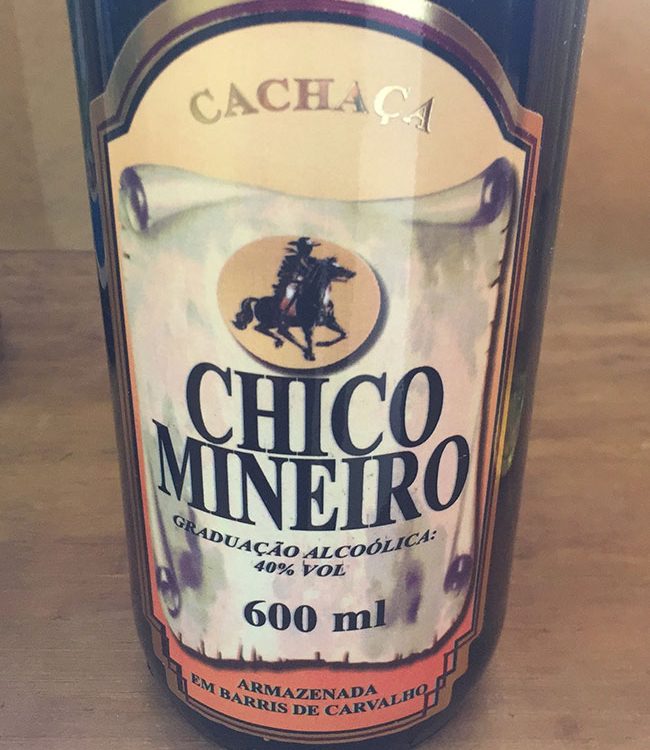 CACHAÇA
CHICO
MINEIRO
GRADUAÇÃO ALCOÓLICA:
40% VOL
600 ml
ARMAZENADA
EM BARRIS DE CARVALHO